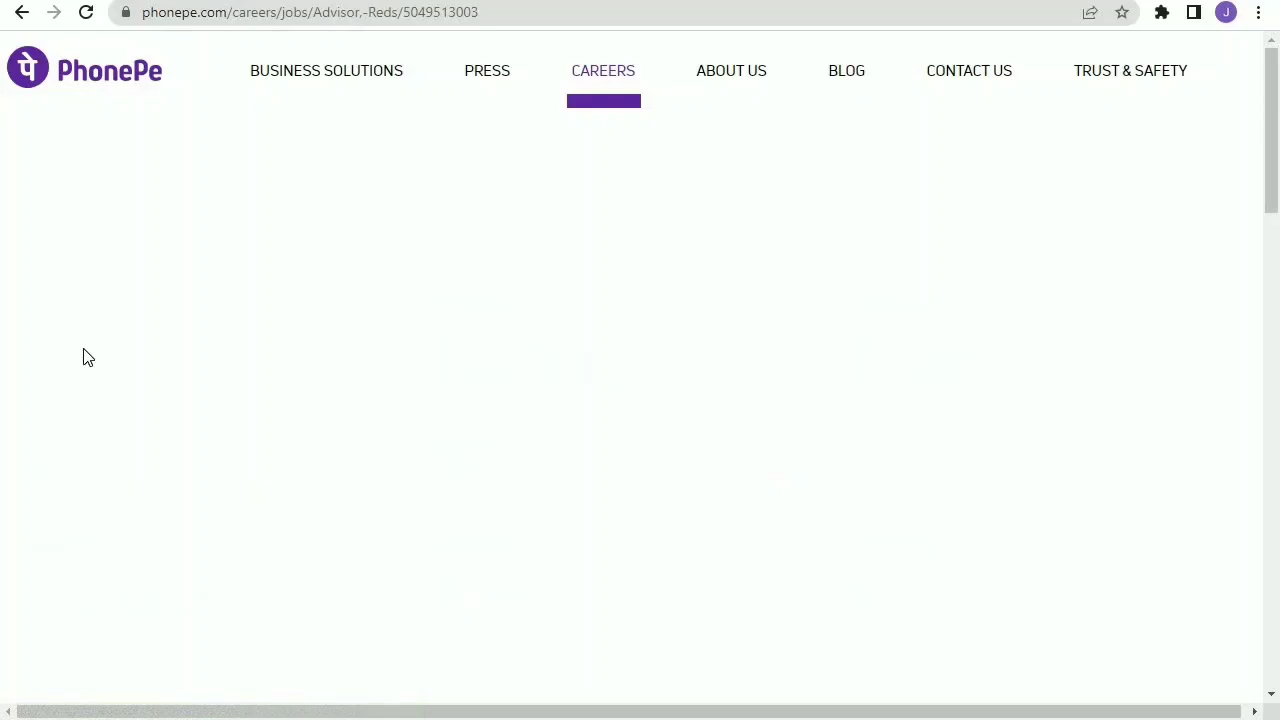 phonepe.com/careers/jobs/Advisor,-Reds/5049513003
J
पे PhonePe
BUSINESS SOLUTIONS PRESS CAREERS ABOUT US BLOG CONTACT US TRUST & SAFETY